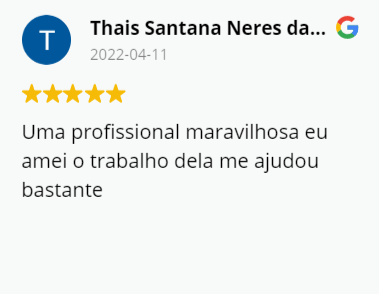 T
Thais Santana Neres da...
2022-04-11
Uma profissional maravilhosa eu
amei o trabalho dela me ajudou
bastante